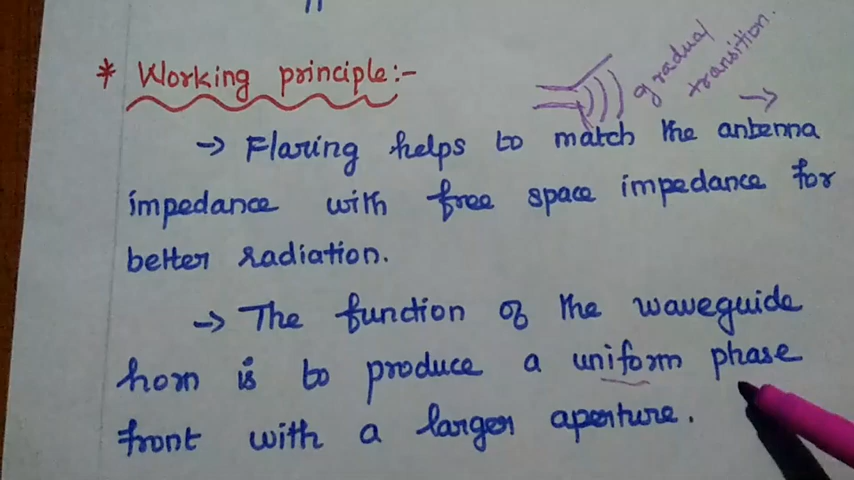 * Working principle:-
gradual
transition.
→ Flaring helps to match the antenna
impedance with free space impedance for
better radiation.
→ The function of the waveguide
horn is to produce a uniform phase
front with a larger aperture.